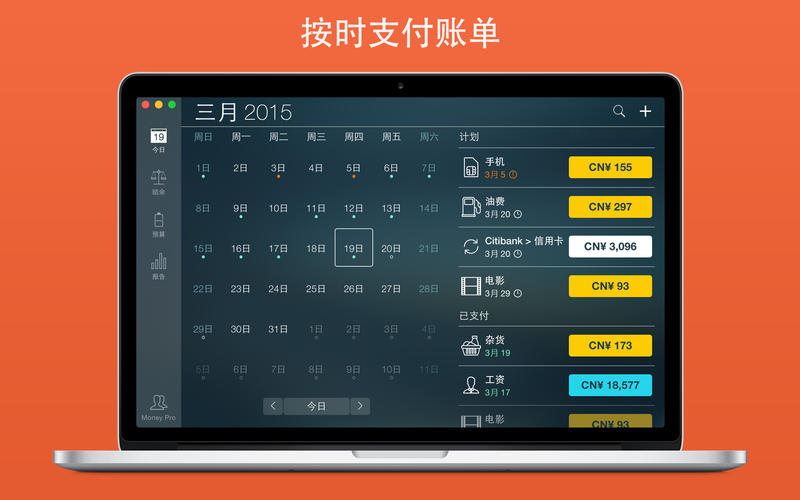 按时支付账单
三月 2015
19
今日
结余
预算
报告
Money Pro
周日 周一 周二 周三 周四 周五 周六
1日 2日 3日 4日 5日 6日 7日
8日 9日 10日 11日 12日 13日 14日
15日 16日 17日 18日 19日 20日 21日
22日 23日 24日 25日 26日 27日 28日
29日 30日 31日 1日 2日 3日 4日
5日 6日 7日 8日 9日 10日 11日
今日
计划
手机
3月 5
CN¥ 155
油费
3月 20
CN¥ 297
Citibank > 信用卡
3月 20
CN¥ 3,096
电影
3月 29
CN¥ 93
已支付
杂货
3月 19
CN¥ 173
工资
3月 17
CN¥ 18,577
电影
CN¥ 93